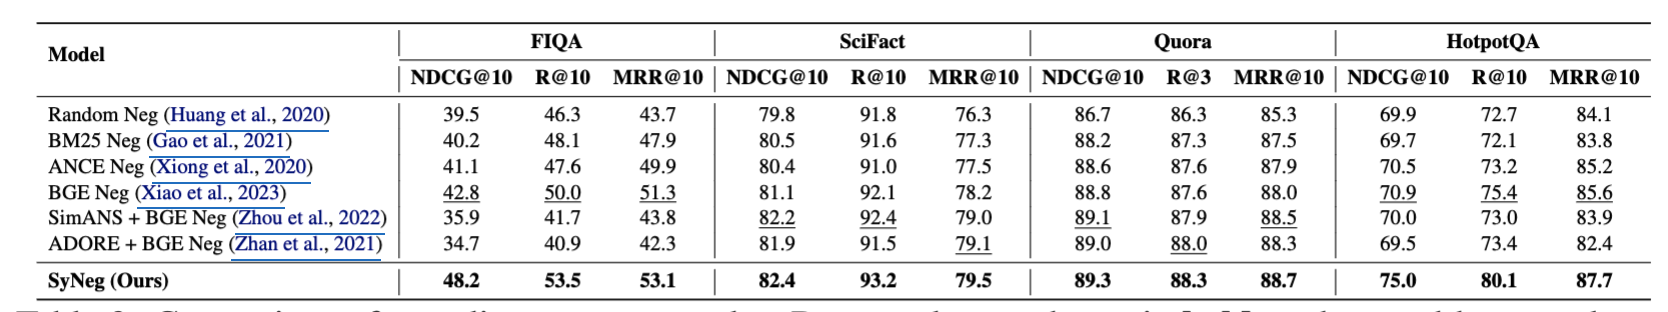 Model FIQA SciFact Quora HotpotQA
NDCG@10 R@10 MRR@10 NDCG@10 R@10 MRR@10 NDCG@10 R@3 MRR@10 NDCG@10 R@10 MRR@10
Random Neg (Huang et al., 2020) 39.5 46.3 43.7 79.8 91.8 76.3 86.7 86.3 85.3 69.9 72.7 84.1
BM25 Neg (Gao et al., 2021) 40.2 48.1 47.9 80.5 91.6 77.3 88.2 87.3 87.5 69.7 72.1 83.8
ANCE Neg (Xiong et al., 2020) 41.1 47.6 49.9 80.4 91.0 77.5 88.6 87.6 87.9 70.5 73.2 85.2
BGE Neg (Xiao et al., 2023) 42.8 50.0 51.3 81.1 92.1 78.2 88.8 87.6 88.0 70.9 75.4 85.6
SimANS + BGE Neg (Zhou et al., 2022) 35.9 41.7 43.8 82.2 92.4 79.0 89.1 87.9 88.5 70.0 73.0 83.9
ADORE + BGE Neg (Zhan et al., 2021) 34.7 40.9 42.3 81.9 91.5 79.1 89.0 88.0 88.3 69.5 73.4 82.4
SyNeg (Ours) 48.2 53.5 53.1 82.4 93.2 79.5 89.3 88.3 88.7 75.0 80.1 87.7